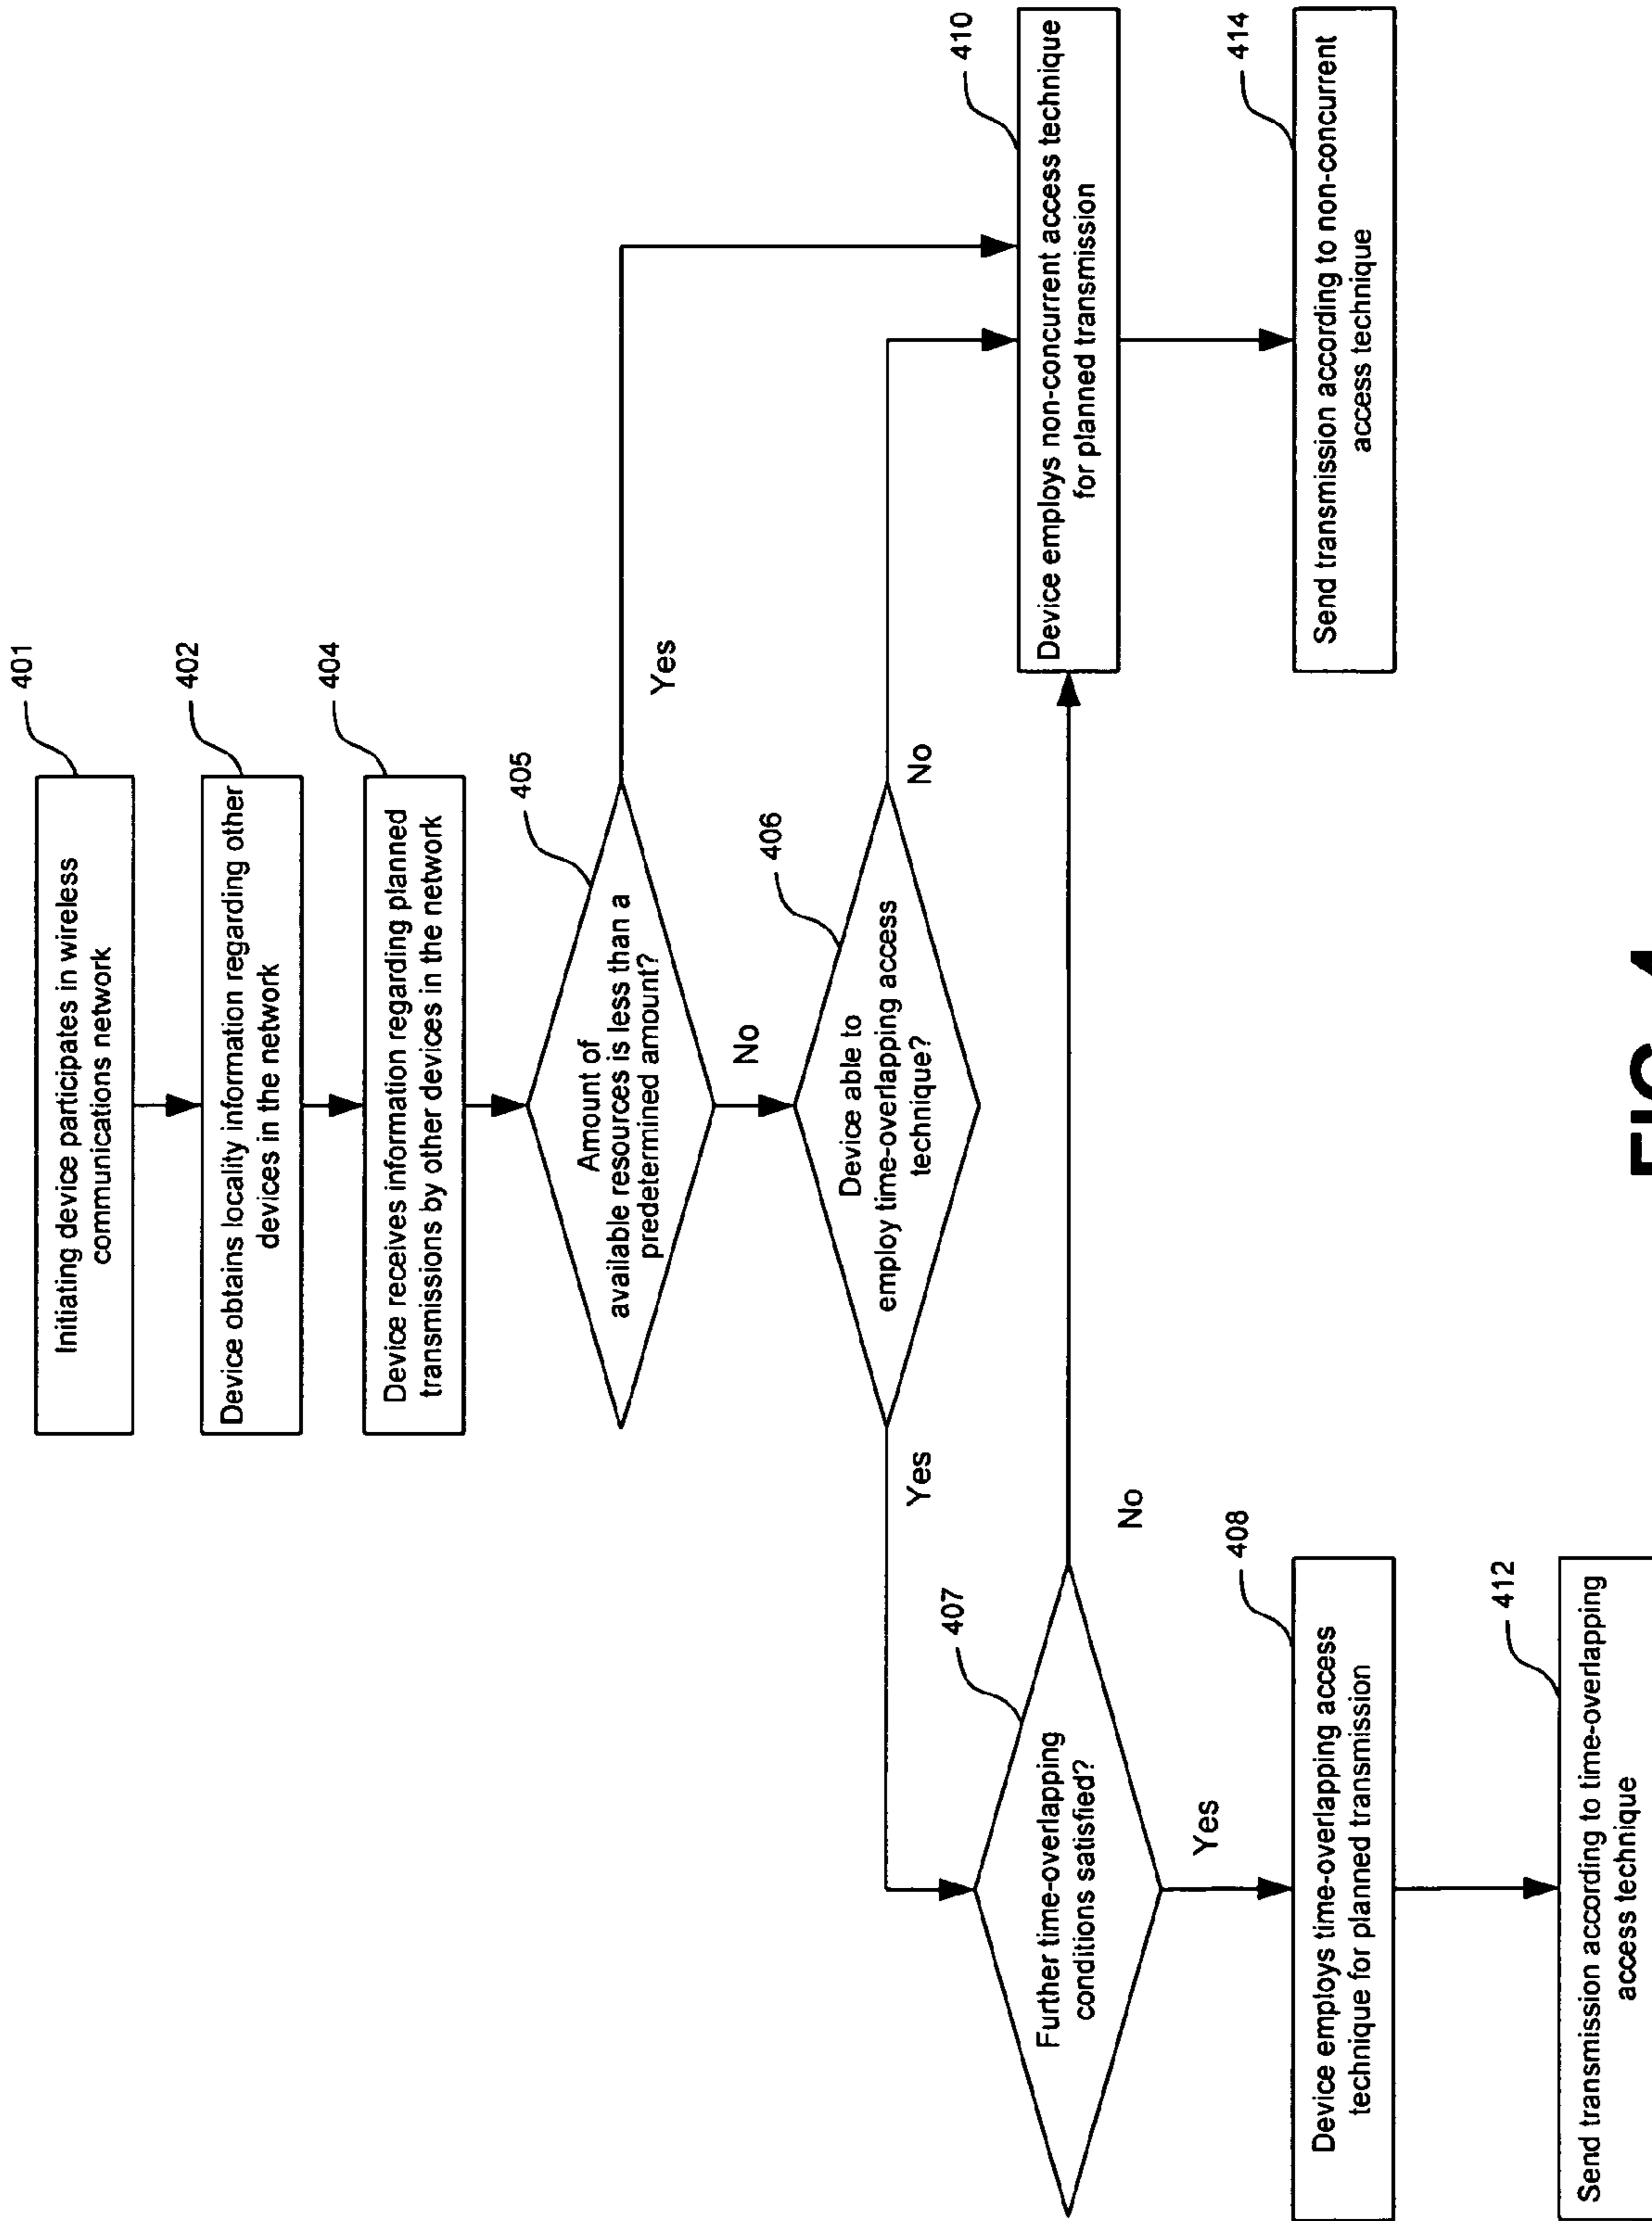 401
Initiating device participates in wireless
communications network
402
Device obtains locality information regarding other
devices in the network
404
Device receives information regarding planned
transmissions by other devices in the network
405
Amount of
available resources is less than a
predetermined amount?
Yes
No
406
Device able to
employ time-overlapping access
technique?
Yes
No
407
Further time-overlapping
conditions satisfied?
No
Yes
410
Device employs non-concurrent access technique
for planned transmission
408
Device employs time-overlapping access
technique for planned transmission
414
Send transmission according to non-concurrent
access technique
412
Send transmission according to time-overlapping
access technique